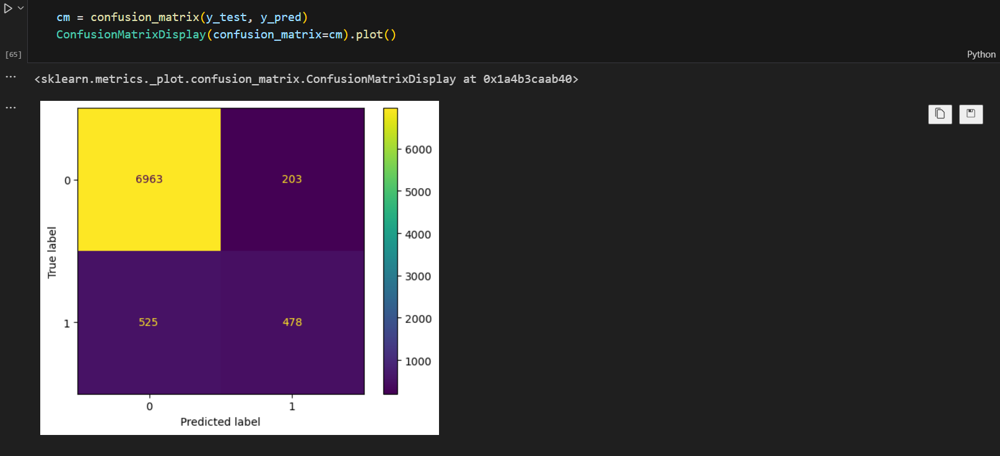 cm = confusion_matrix(y_test, y_pred)
ConfusionMatrixDisplay(confusion_matrix=cm).plot()
[65]
Python
<sklearn.metrics._plot.confusion_matrix.ConfusionMatrixDisplay at 0x1a4b3caab40>
6963
203
525
478
0
1
True label
0
1
Predicted label
6000
5000
4000
3000
2000
1000